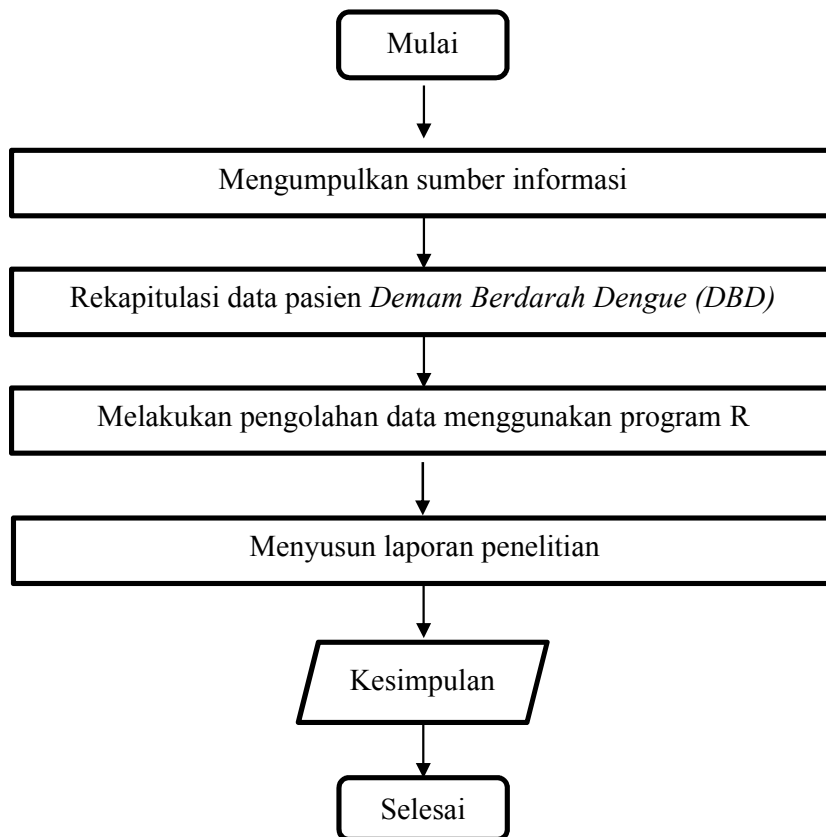 Mulai
Mengumpulkan sumber informasi
Rekapitulasi data pasien Demam Berdarah Dengue (DBD)
Melakukan pengolahan data menggunakan program R
Menyusun laporan penelitian
Kesimpulan
Selesai